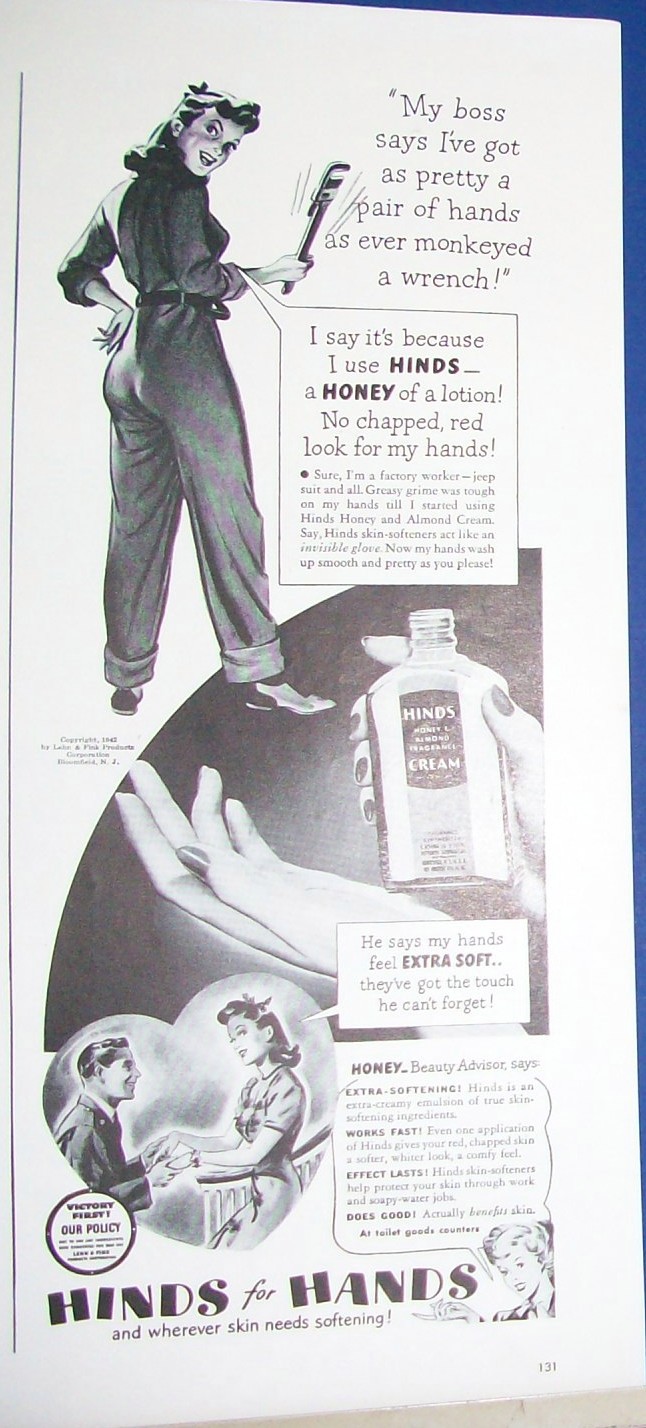 "My boss
says I've got
as pretty a
pair of hands
as ever monkeyed
a wrench!"
I say it's because
I use HINDS—
a HONEY of a lotion!
No chapped, red
look for my hands!
● Sure, I'm a factory worker—jeep
suit and all. Greasy grime was tough
on my hands till I started using
Hinds Honey and Almond Cream.
Say, Hinds skin-softeners act like an
invisible glove. Now my hands wash
up smooth and pretty as you please!
Copyright, 1942
by Lehn & Fink Products
Corporation
Bloomfield, N. J.
HINDS
HONEY &
ALMOND
FRAGRANCE
CREAM
He says my hands
feel EXTRA SOFT..
they've got the touch
he can't forget!
HONEY—Beauty Advisor, says:
EXTRA-SOFTENING! Hinds is an
extra-creamy emulsion of true skin-
softening ingredients.
WORKS FAST! Even one application
of Hinds gives your red, chapped skin
a softer, whiter look, a comfy feel.
EFFECT LASTS! Hinds skin-softeners
help protect your skin through work
and soapy-water jobs.
DOES GOOD! Actually benefits skin.
At toilet goods counters
VICTORY
FIRST!
OUR POLICY
LEHN & FINK
HINDS for HANDS
and wherever skin needs softening!
131